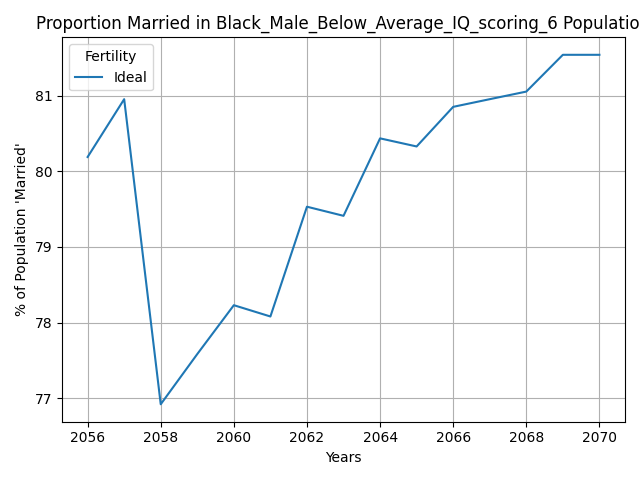 Proportion Married in Black_Male_Below_Average_IQ_scoring_6 Populatio
Fertility
Ideal
% of Population 'Married'
81
80
79
78
77
2056 2058 2060 2062 2064 2066 2068 2070
Years